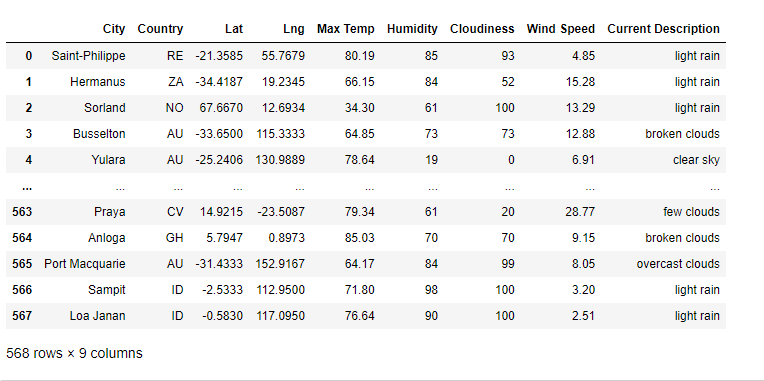 City Country Lat Lng Max Temp Humidity Cloudiness Wind Speed Current Description
0 Saint-Philippe RE -21.3585 55.7679 80.19 85 93 4.85 light rain
1 Hermanus ZA -34.4187 19.2345 66.15 84 52 15.28 light rain
2 Sorland NO 67.6670 12.6934 34.30 61 100 13.29 light rain
3 Busselton AU -33.6500 115.3333 64.85 73 73 12.88 broken clouds
4 Yulara AU -25.2406 130.9889 78.64 19 0 6.91 clear sky
... ... ... ... ... ... ... ... ... ...
563 Praya CV 14.9215 -23.5087 79.34 61 20 28.77 few clouds
564 Anloga GH 5.7947 0.8973 85.03 70 70 9.15 broken clouds
565 Port Macquarie AU -31.4333 152.9167 64.17 84 99 8.05 overcast clouds
566 Sampit ID -2.5333 112.9500 71.80 98 100 3.20 light rain
567 Loa Janan ID -0.5830 117.0950 76.64 90 100 2.51 light rain
568 rows × 9 columns